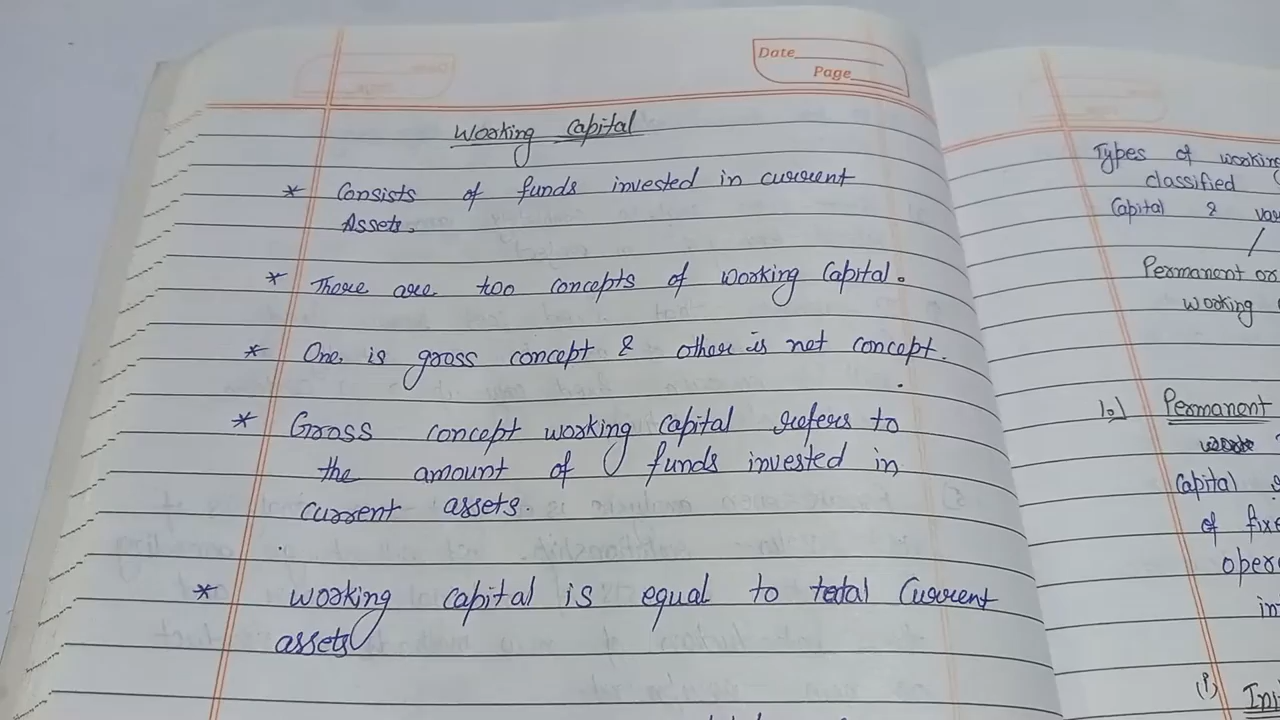 Date
Page
Working Capital
* Consists of funds invested in current
Assets.
* There are too concepts of working Capital.
* One is gross concept & other is net concept.
* Gross concept working capital refers to
the amount of funds invested in
current assets.
* working capital is equal to total Current
assets
Types of working
classified
Capital &
Permanent or
working
1.) Permanent
Capital
of
oper
in
(i)